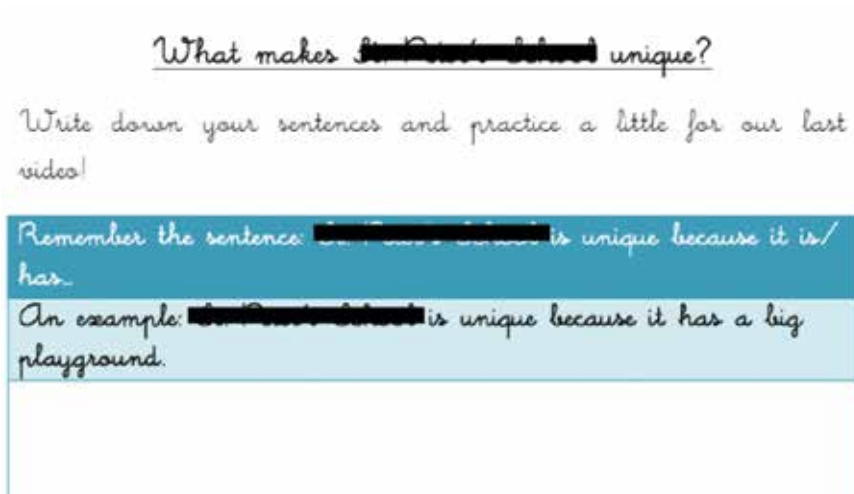 What makes unique?
Write down your sentences and practice a little for our last
video!
Remember the sentence: is unique because it is/
has...
An example: is unique because it has a big
playground.